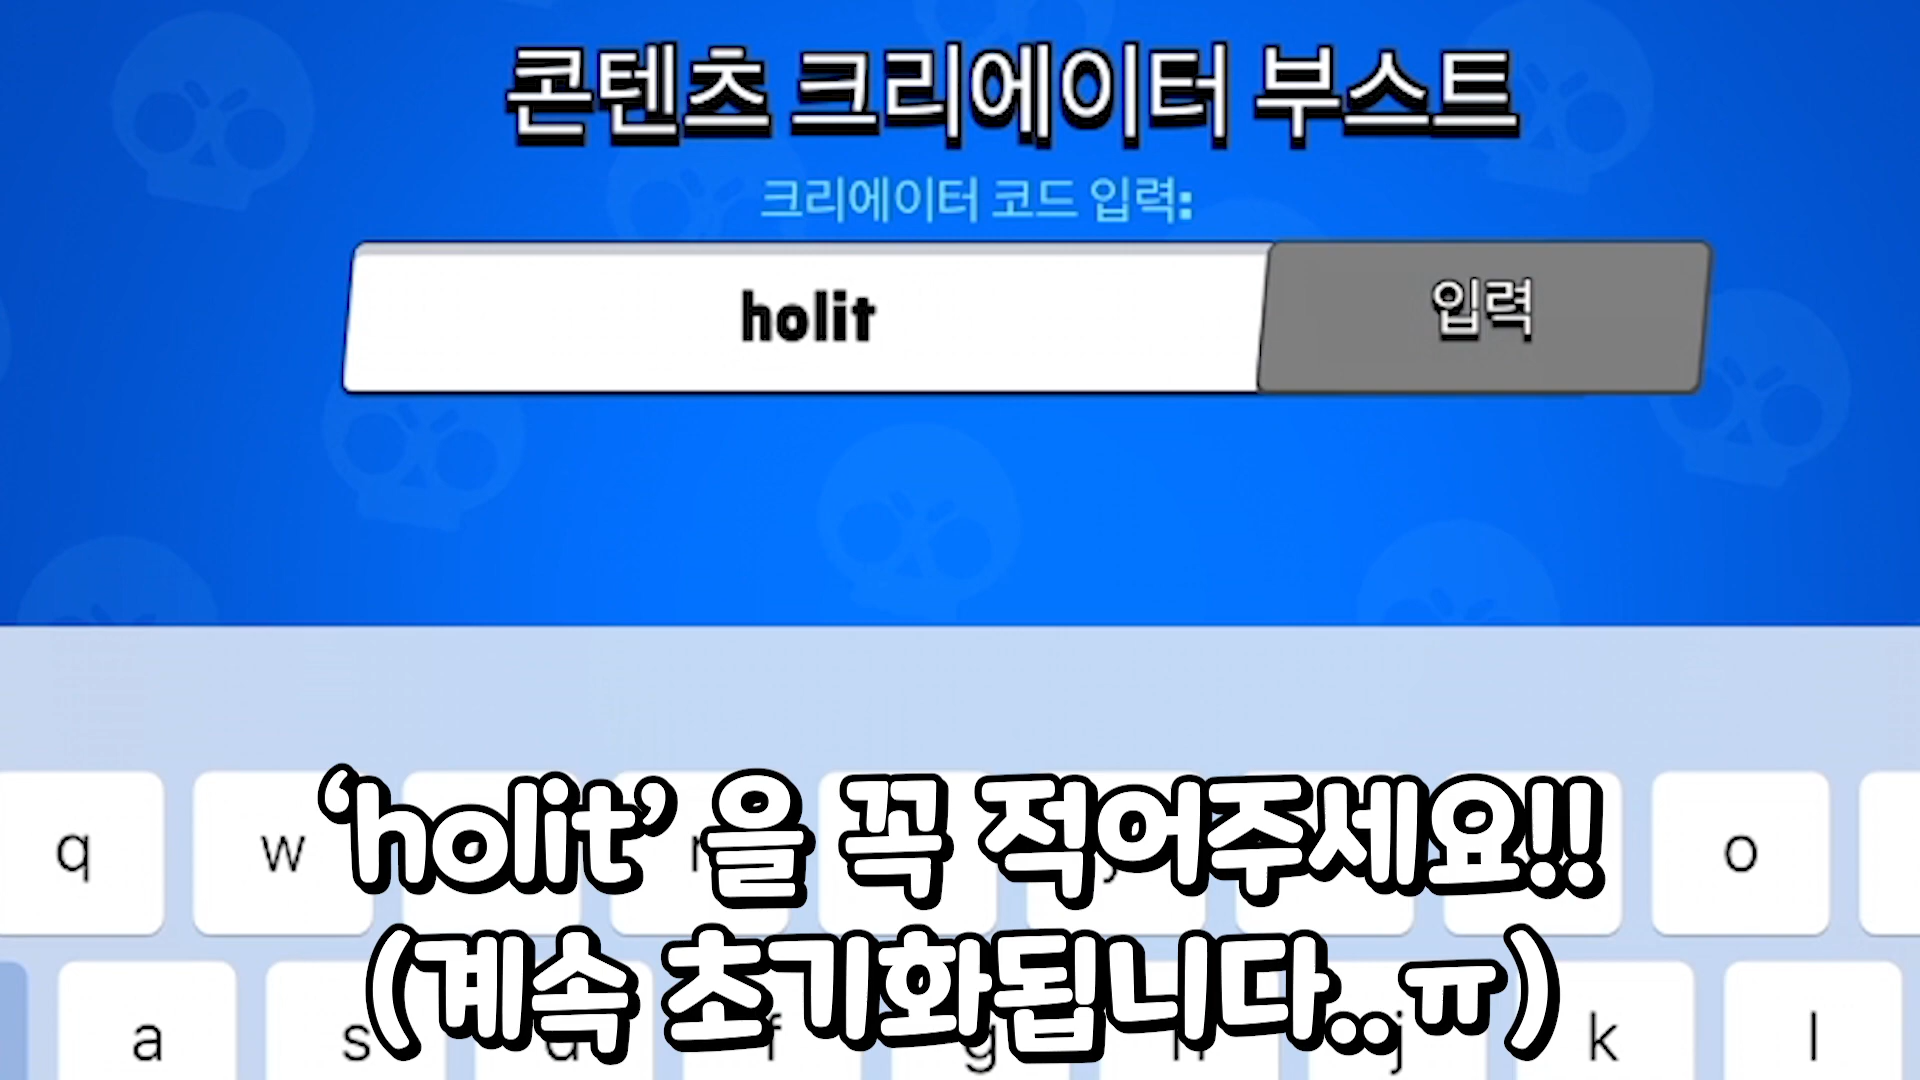 콘텐츠 크리에이터 부스트
크리에이터 코드 입력:
holit
입력
‘holit’ 을 꼭 적어주세요!!
(계속 초기화됩니다..ㅠ)
q w o
a s d f g h j k l